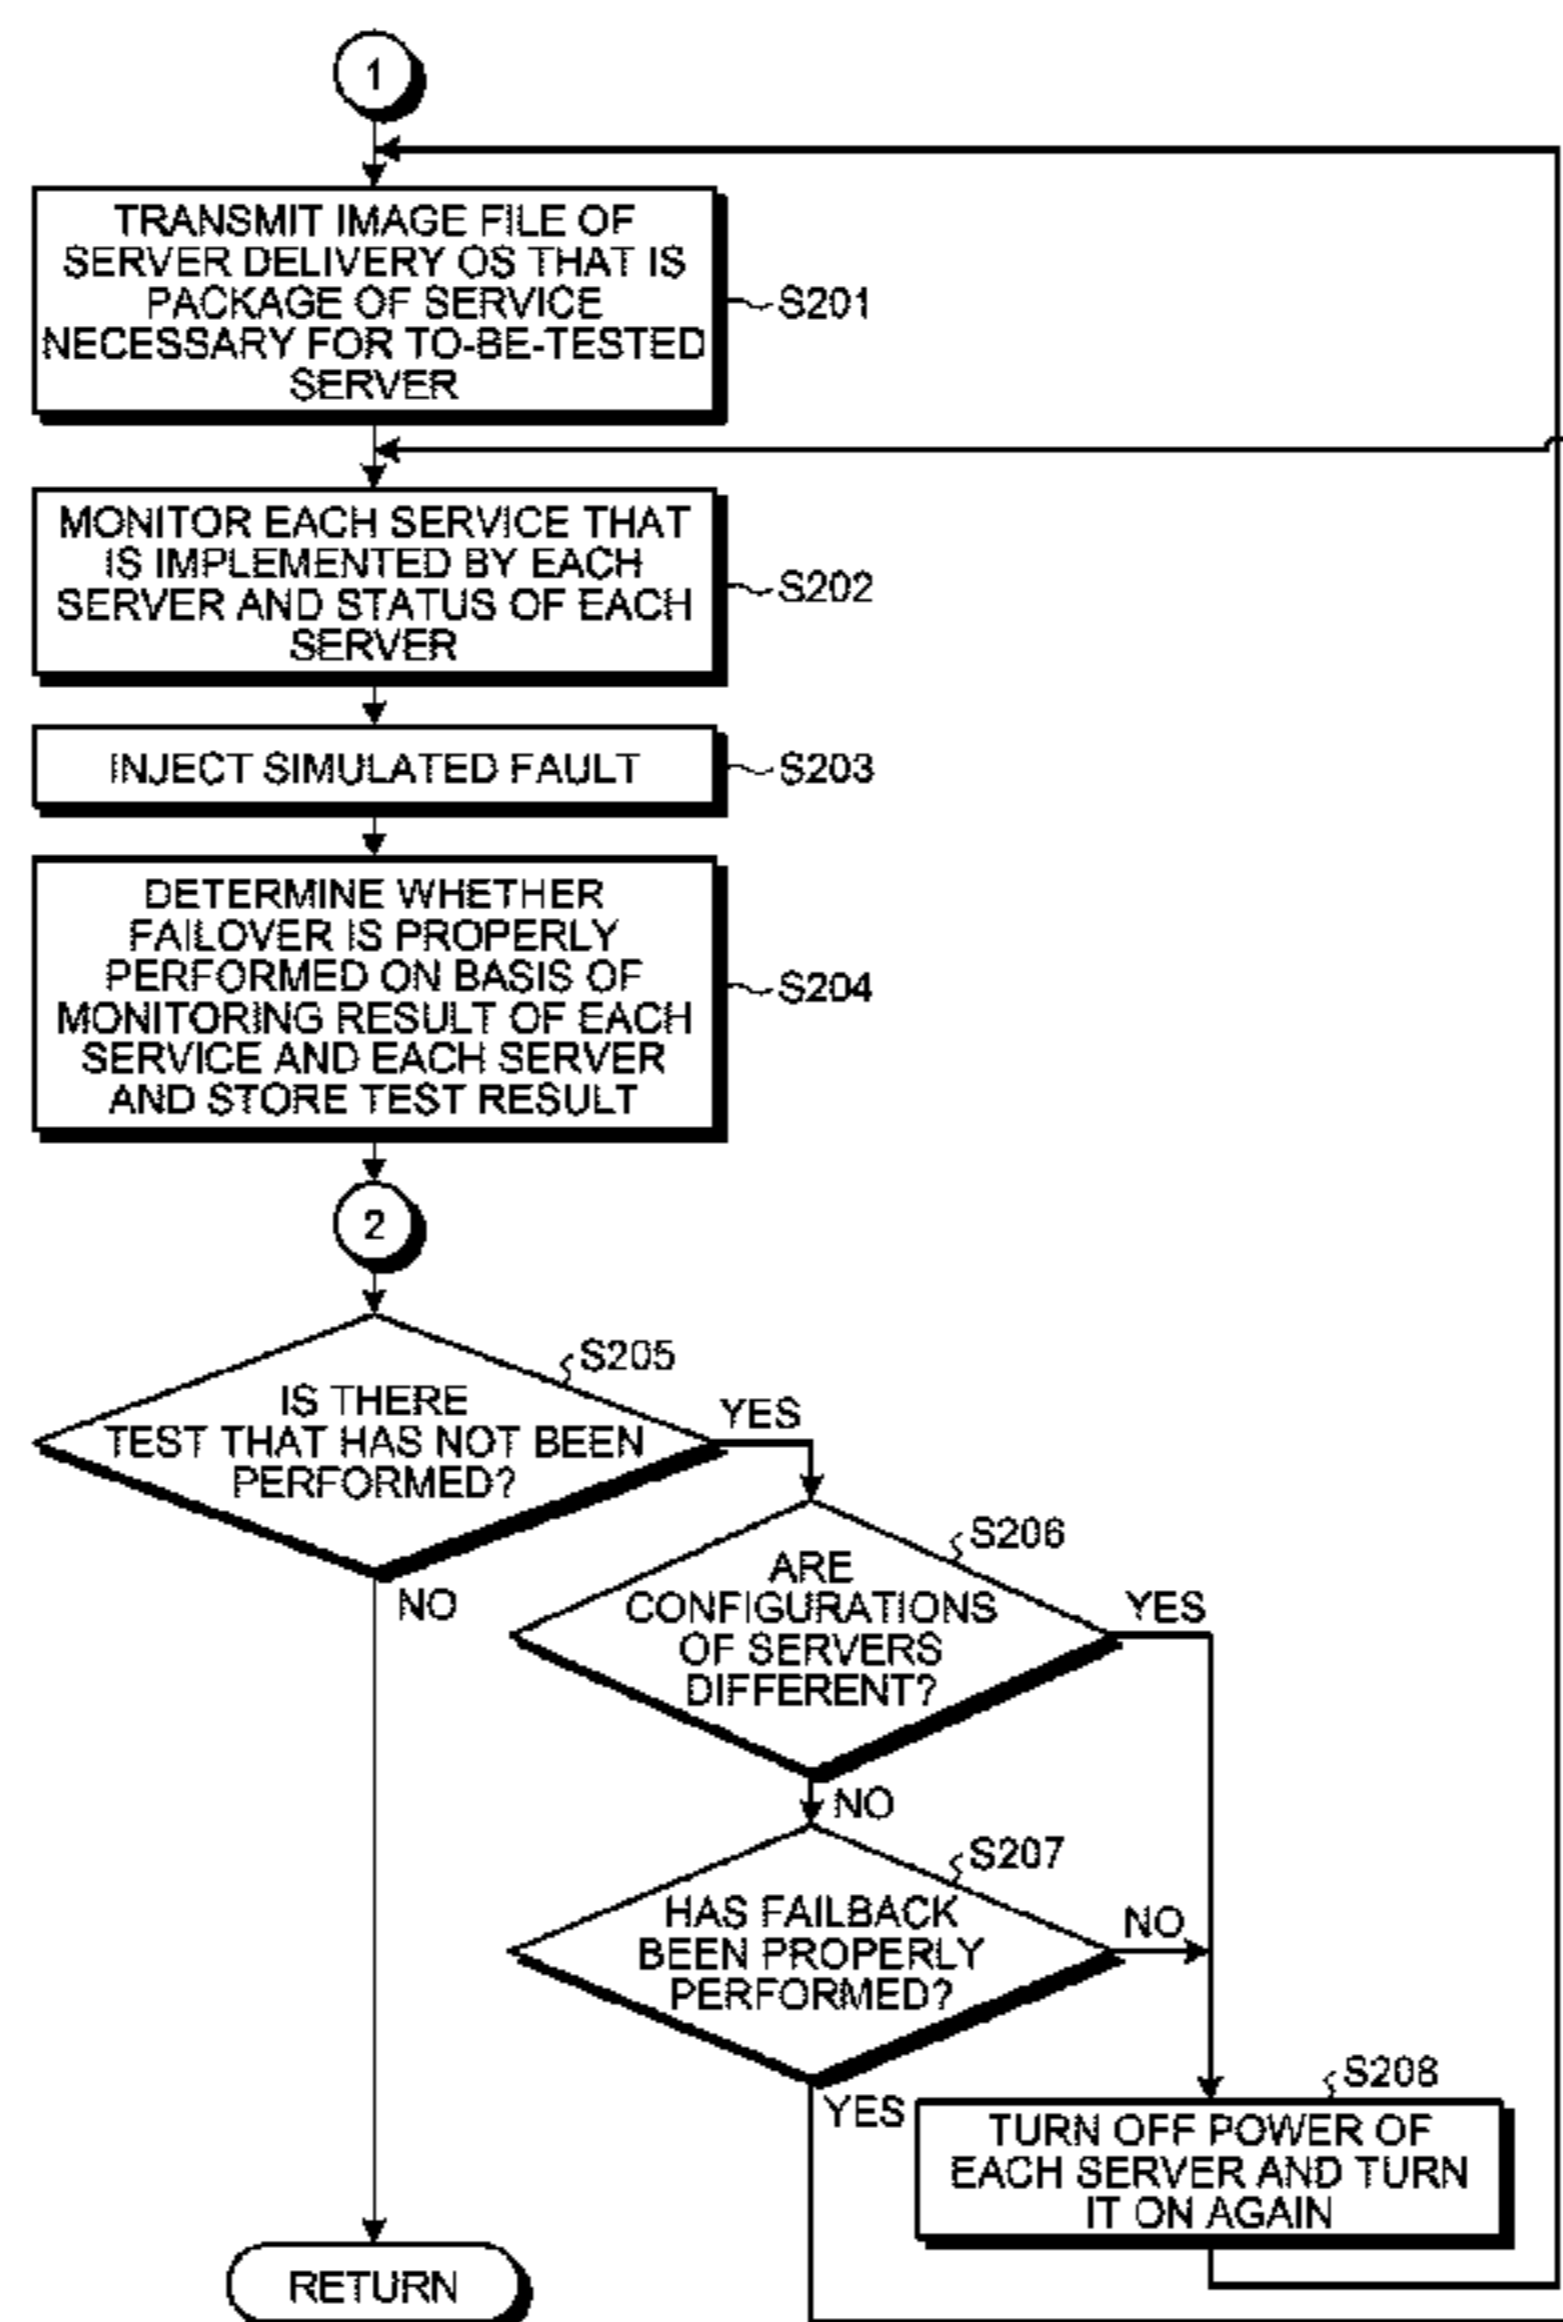 1
TRANSMIT IMAGE FILE OF
SERVER DELIVERY OS THAT IS
PACKAGE OF SERVICE
NECESSARY FOR TO-BE-TESTED
SERVER
S201
MONITOR EACH SERVICE THAT
IS IMPLEMENTED BY EACH
SERVER AND STATUS OF EACH
SERVER
S202
INJECT SIMULATED FAULT
S203
DETERMINE WHETHER
FAILOVER IS PROPERLY
PERFORMED ON BASIS OF
MONITORING RESULT OF EACH
SERVICE AND EACH SERVER
AND STORE TEST RESULT
S204
2
S205
IS THERE
TEST THAT HAS NOT BEEN
PERFORMED?
YES
NO
S206
ARE
CONFIGURATIONS
OF SERVERS
DIFFERENT?
YES
NO
S207
HAS FAILBACK
BEEN PROPERLY
PERFORMED?
NO
YES
S208
TURN OFF POWER OF
EACH SERVER AND TURN
IT ON AGAIN
RETURN